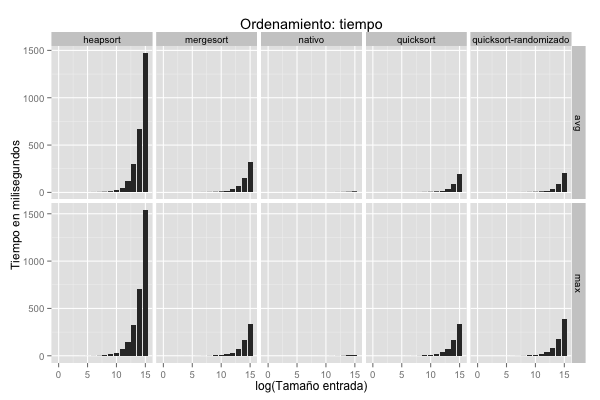 Ordenamiento: tiempo
heapsort mergesort nativo quicksort quicksort-randomizado
1500
1000
500
0
avg
1500
1000
500
0
max
Tiempo en milisegundos
0 5 10 15 0 5 10 15 0 5 10 15 0 5 10 15 0 5 10 15
log(Tamaño entrada)